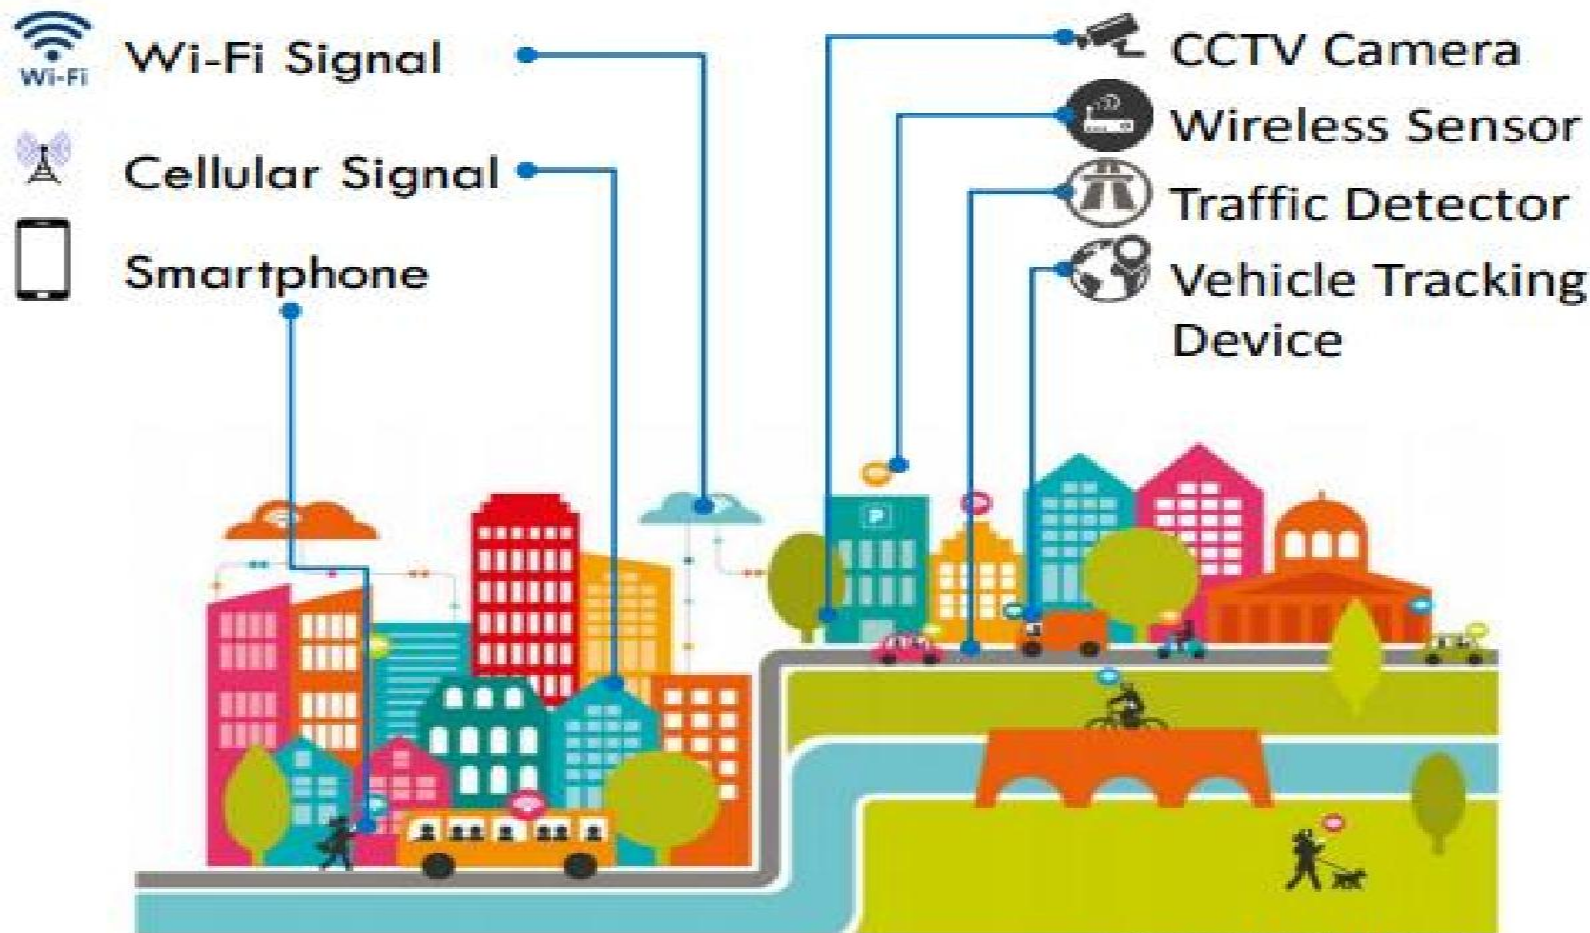 Wi-Fi
Wi-Fi Signal
Cellular Signal
Smartphone
CCTV Camera
Wireless Sensor
Traffic Detector
Vehicle Tracking
Device
P